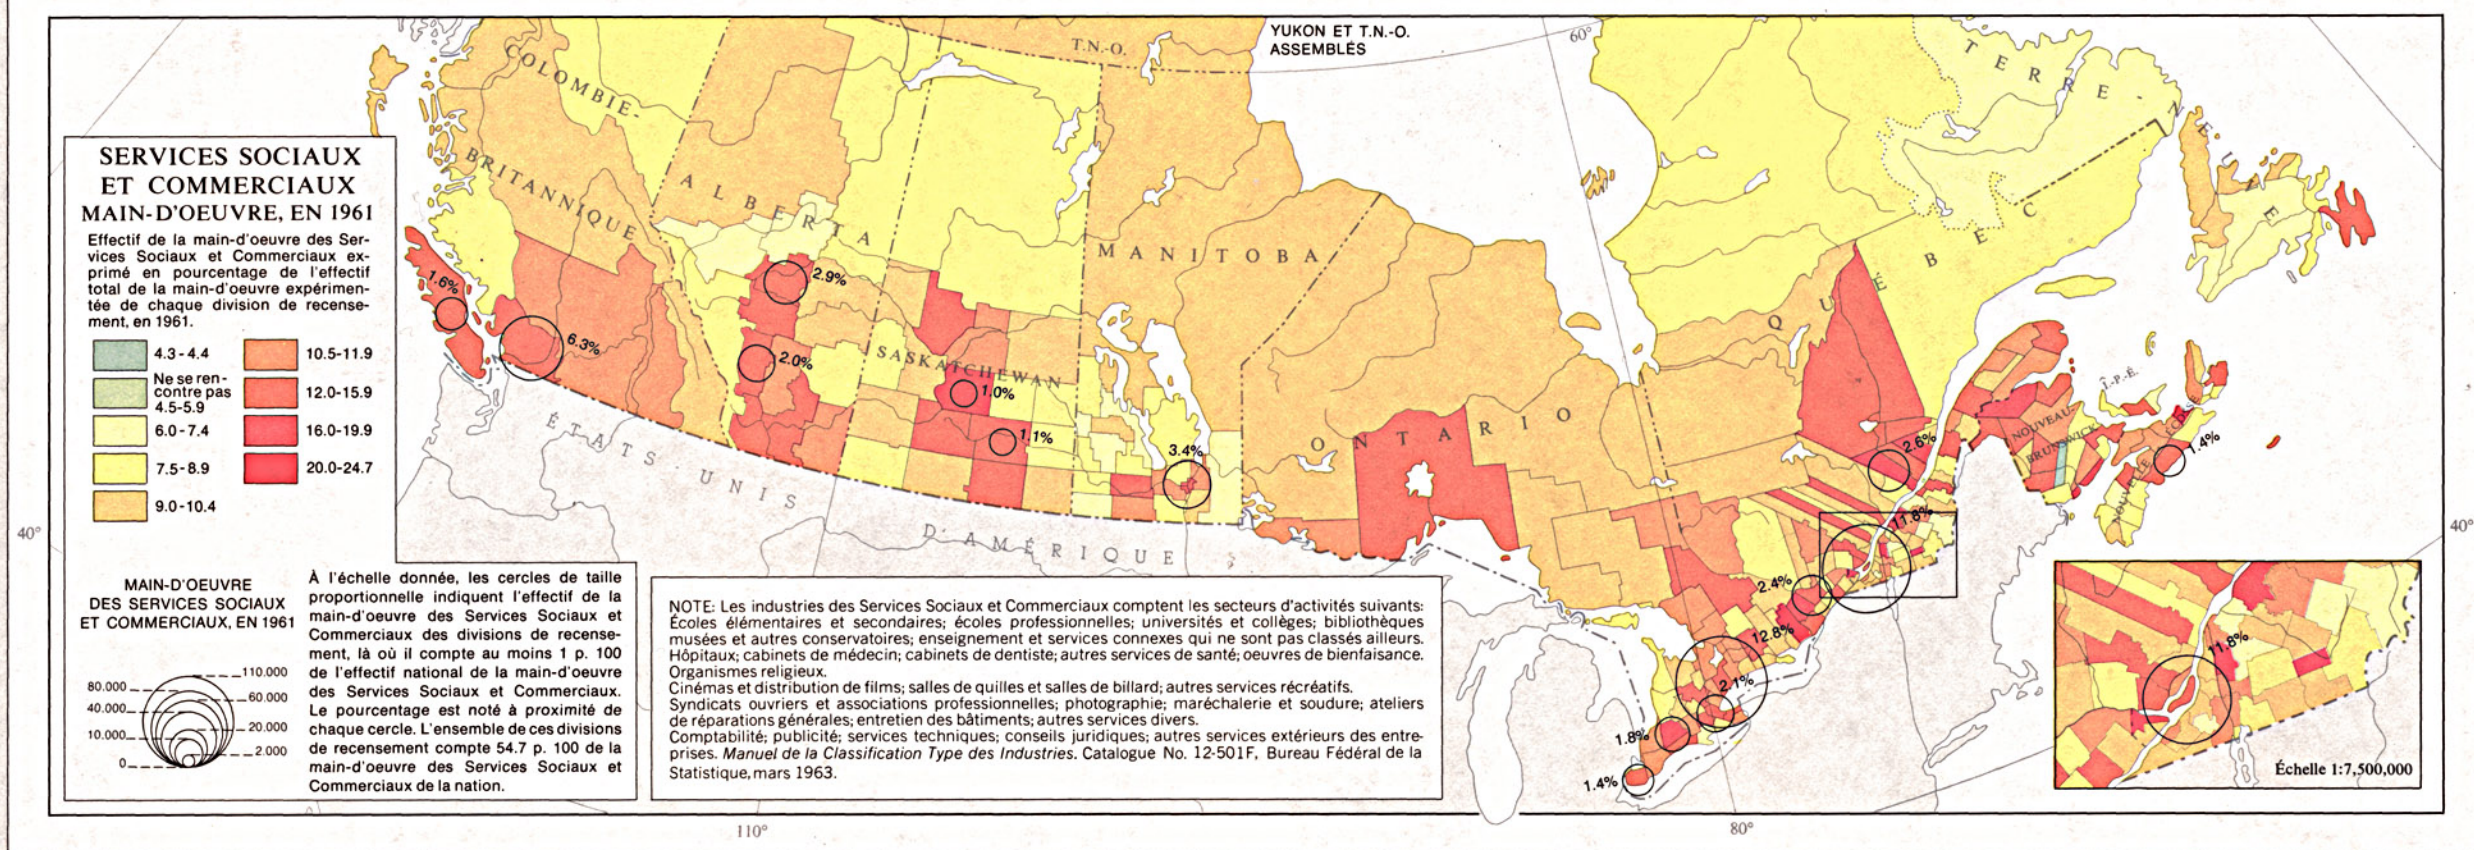 YUKON ET T.N.-O.
ASSEMBLÉS
T.N.-O.
60°
COLOMBIE-
BRITANNIQUE
ALBERTA
SASKATCHEWAN
MANITOBA
ONTARIO
QUÉBEC
TERRE-NEUVE
Î.-P.-É.
NOUVEAU-
BRUNSWICK
NOUVELLE
ÉCOSSE
ÉTATS-UNIS
D'AMÉRIQUE
1.6%
6.3%
2.9%
2.0%
1.0%
1.1%
3.4%
2.6%
11.8%
2.4%
12.8%
2.1%
1.8%
1.4%
1.4%
SERVICES SOCIAUX
ET COMMERCIAUX
MAIN-D'OEUVRE, EN 1961
Effectif de la main-d'oeuvre des Ser-
vices Sociaux et Commerciaux ex-
primé en pourcentage de l'effectif
total de la main-d'oeuvre expérimen-
tée de chaque division de recense-
ment, en 1961.
4.3-4.4
Ne se ren-
contre pas
4.5-5.9
6.0-7.4
7.5-8.9
9.0-10.4
10.5-11.9
12.0-15.9
16.0-19.9
20.0-24.7
40°
40°
MAIN-D'OEUVRE
DES SERVICES SOCIAUX
ET COMMERCIAUX, EN 1961
110.000
80.000
60.000
40.000
20.000
10.000
2.000
0
À l'échelle donnée, les cercles de taille
proportionnelle indiquent l'effectif de la
main-d'oeuvre des Services Sociaux et
Commerciaux des divisions de recense-
ment, là où il compte au moins 1 p. 100
de l'effectif national de la main-d'oeuvre
des Services Sociaux et Commerciaux.
Le pourcentage est noté à proximité de
chaque cercle. L'ensemble de ces divisions
de recensement compte 54.7 p. 100 de la
main-d'oeuvre des Services Sociaux et
Commerciaux de la nation.
NOTE: Les industries des Services Sociaux et Commerciaux comptent les secteurs d'activités suivants:
Écoles élémentaires et secondaires; écoles professionnelles; universités et collèges; bibliothèques
musées et autres conservatoires; enseignement et services connexes qui ne sont pas classés ailleurs.
Hôpitaux; cabinets de médecin; cabinets de dentiste; autres services de santé; oeuvres de bienfaisance.
Organismes religieux.
Cinémas et distribution de films; salles de quilles et salles de billard; autres services récréatifs.
Syndicats ouvriers et associations professionnelles; photographie; maréchalerie et soudure; ateliers
de réparations générales; entretien des bâtiments; autres services divers.
Comptabilité; publicité; services techniques; conseils juridiques; autres services extérieurs des entre-
prises. Manuel de la Classification Type des Industries. Catalogue No. 12-501F, Bureau Fédéral de la
Statistique, mars 1963.
11.8%
Échelle 1:7,500,000
110°
80°